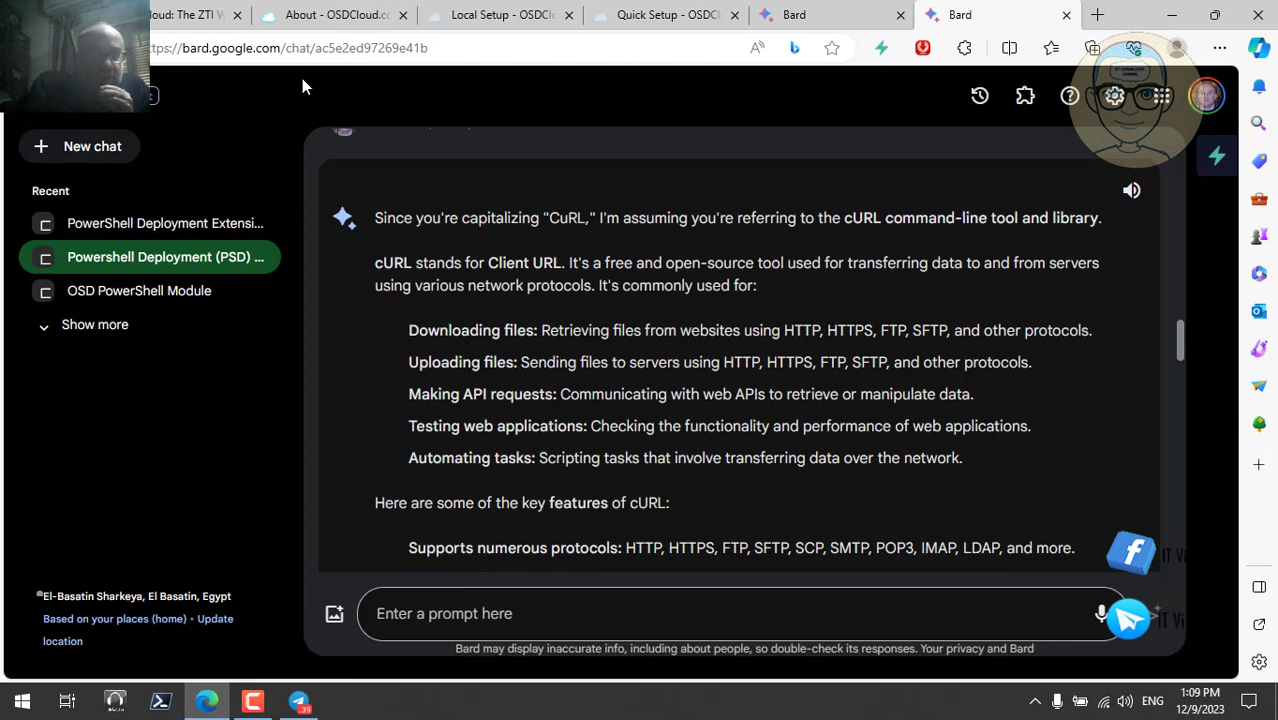 loud: The ZTI W
About - OSDCloud.cc
Local Setup - OSDClo
Quick Setup - OSDCl
Bard
Bard
ttps://bard.google.com/chat/ac5e2ed97269e41b
New chat
Recent
PowerShell Deployment Extensi...
Powershell Deployment (PSD) ...
OSD PowerShell Module
Show more
El-Basatin Sharkeya, El Basatin, Egypt
Based on your places (home) • Update
location
Since you're capitalizing "CuRL," I'm assuming you're referring to the cURL command-line tool and library.
cURL stands for Client URL. It's a free and open-source tool used for transferring data to and from servers
using various network protocols. It's commonly used for:
Downloading files: Retrieving files from websites using HTTP, HTTPS, FTP, SFTP, and other protocols.
Uploading files: Sending files to servers using HTTP, HTTPS, FTP, SFTP, and other protocols.
Making API requests: Communicating with web APIs to retrieve or manipulate data.
Testing web applications: Checking the functionality and performance of web applications.
Automating tasks: Scripting tasks that involve transferring data over the network.
Here are some of the key features of cURL:
Supports numerous protocols: HTTP, HTTPS, FTP, SFTP, SCP, SMTP, POP3, IMAP, LDAP, and more.
IT Vi
Enter a prompt here
IT Vi
Bard may display inaccurate info, including about people, so double-check its responses. Your privacy and Bard
39
ENG
1:09 PM
12/9/2023